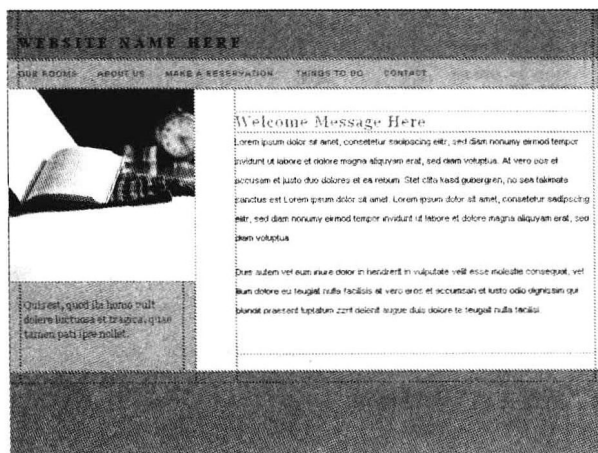 WEBSITE NAME HERE
OUR ROOMS ABOUT US MAKE A RESERVATION THINGS TO DO CONTACT
Welcome Message Here
Lorem ipsum dolor sit amet, consetetur sadipscing elitr, sed diam nonumy eirmod tempor
invidunt ut labore et dolore magna aliquyam erat, sed diam voluptua. At vero eos et
accusam et justo duo dolores et ea rebum. Stet clita kasd gubergren, no sea takimata
sanctus est Lorem ipsum dolor sit amet. Lorem ipsum dolor sit amet, consetetur sadipscing
elitr, sed diam nonumy eirmod tempor invidunt ut labore et dolore magna aliquyam erat, sed
diam voluptua.
Duis autem vel eum iriure dolor in hendrerit in vulputate velit esse molestie consequat, vel
illum dolore eu feugiat nulla facilisis at vero eros et accumsan et iusto odio dignissim qui
blandit praesent luptatum zzril delenit augue duis dolore te feugait nulla facilisi.
Quis est, quod ila homo vult
dolere luctuosa et tragica, quae
tamen pati ipse nollet.